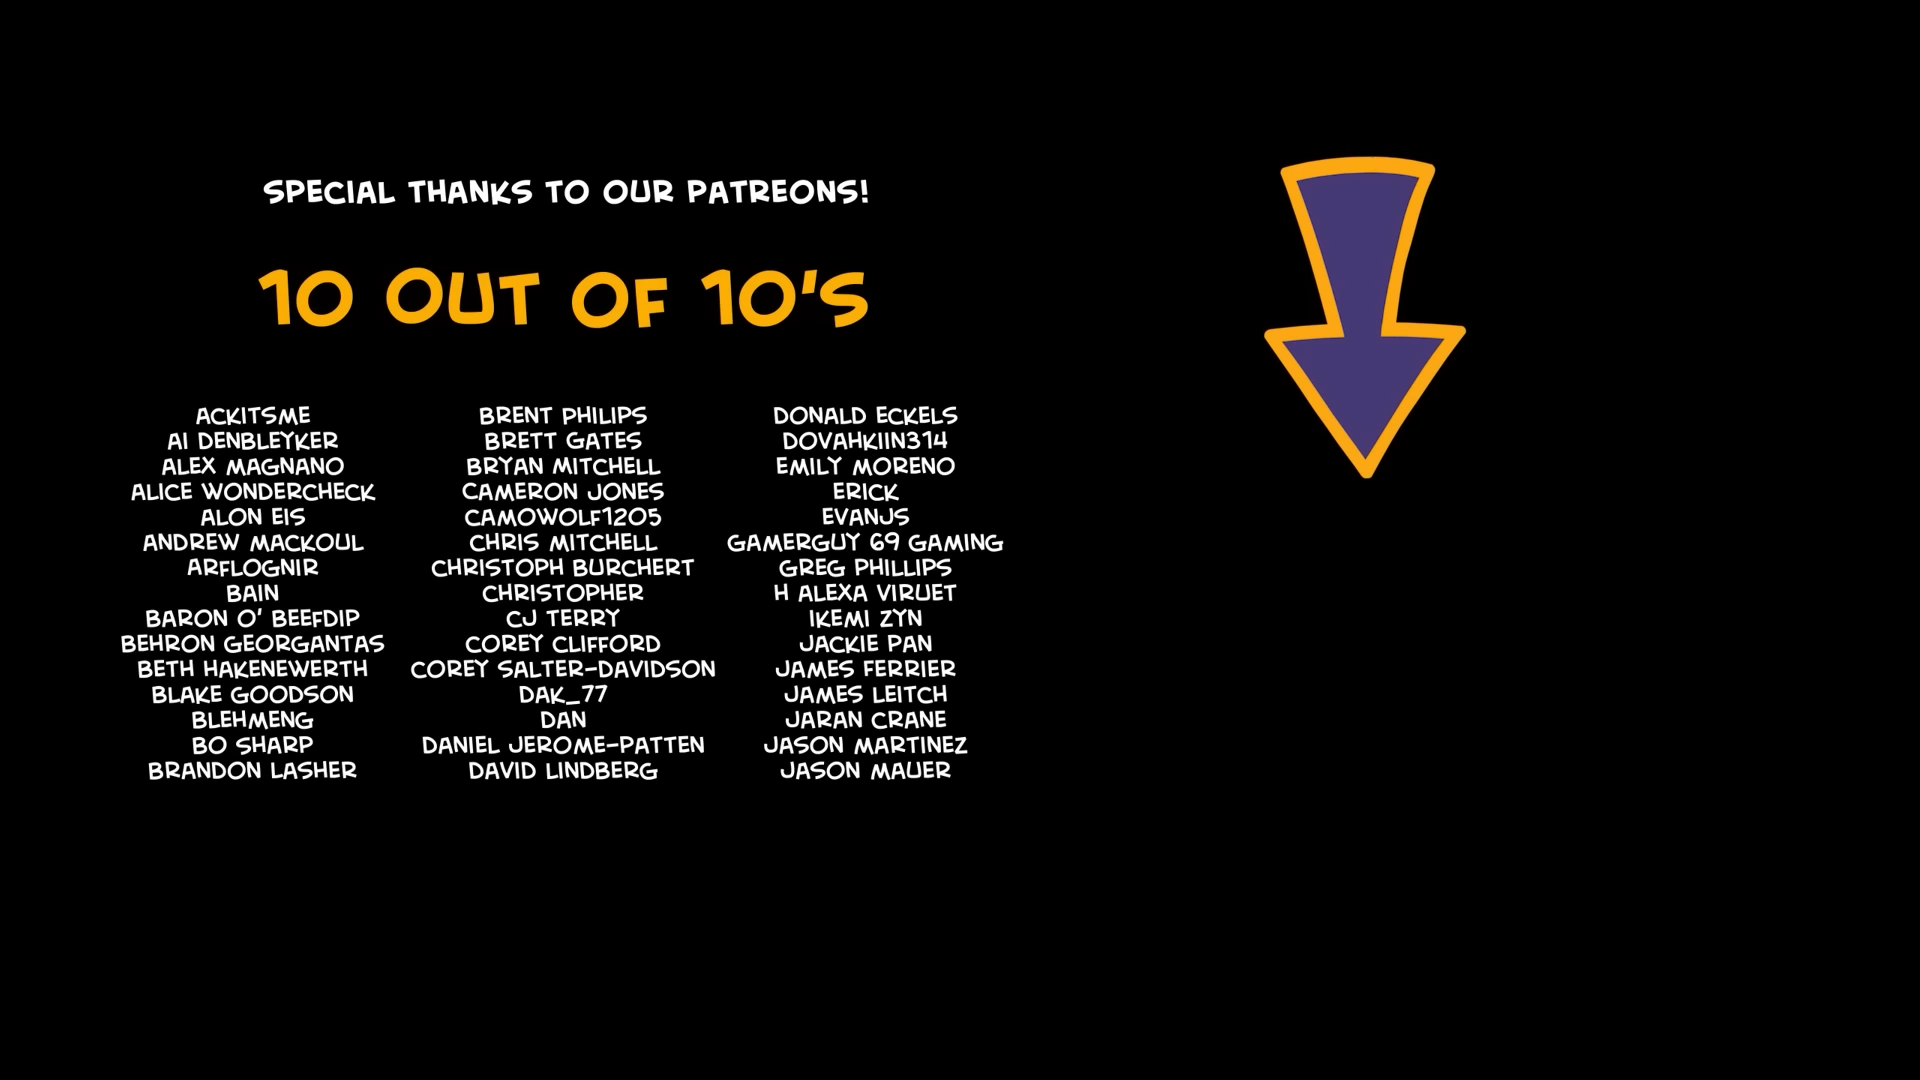 SPECIAL THANKS TO OUR PATREONS!
10 OUT OF 10'S
ACKITSME
AI DENBLEYKER
ALEX MAGNANO
ALICE WONDERCHECK
ALON EIS
ANDREW MACKOUL
ARFLOGNIR
BAIN
BARON O' BEEFDIP
BEHRON GEORGANTAS
BETH HAKENEWERTH
BLAKE GOODSON
BLEHMENG
BO SHARP
BRANDON LASHER
BRENT PHILIPS
BRETT GATES
BRYAN MITCHELL
CAMERON JONES
CAMOWOLF1205
CHRIS MITCHELL
CHRISTOPH BURCHERT
CHRISTOPHER
CJ TERRY
COREY CLIFFORD
COREY SALTER-DAVIDSON
DAK_77
DAN
DANIEL JEROME-PATTEN
DAVID LINDBERG
DONALD ECKELS
DOVAHKIIN314
EMILY MORENO
ERICK
EVANJS
GAMERGUY 69 GAMING
GREG PHILLIPS
H ALEXA VIRUET
IKEMI ZYN
JACKIE PAN
JAMES FERRIER
JAMES LEITCH
JARAN CRANE
JASON MARTINEZ
JASON MAUER